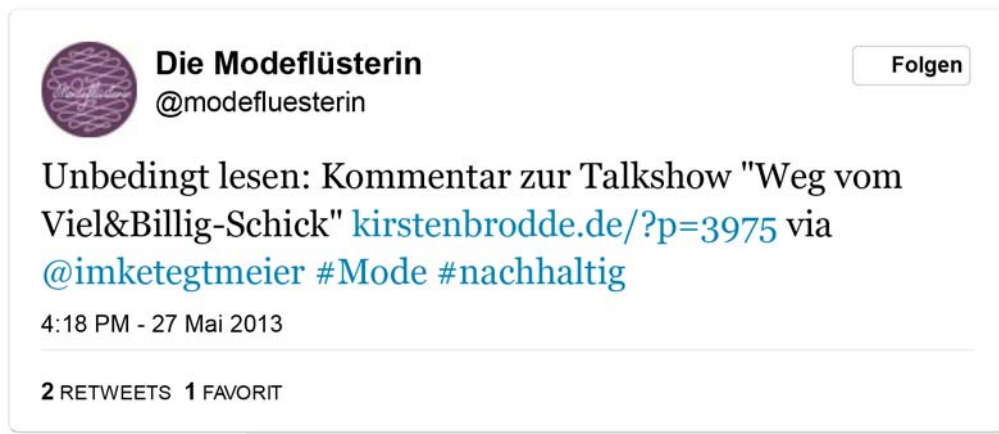 Die Modeflüsterin
@modefluesterin
Folgen
Unbedingt lesen: Kommentar zur Talkshow "Weg vom
Viel&Billig-Schick" kirstenbrodde.de/?p=3975 via
@imketegtmeier #Mode #nachhaltig
4:18 PM - 27 Mai 2013
2 RETWEETS 1 FAVORIT